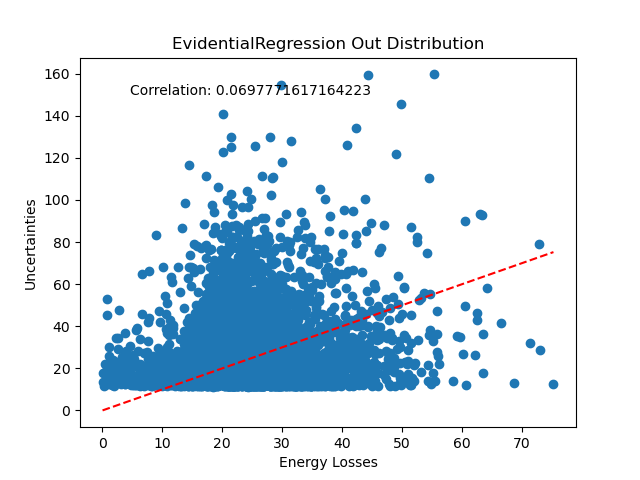 EvidentialRegression Out Distribution
Correlation: 0.0697771617164223
Uncertainties
160
140
120
100
80
60
40
20
0
0 10 20 30 40 50 60 70
Energy Losses